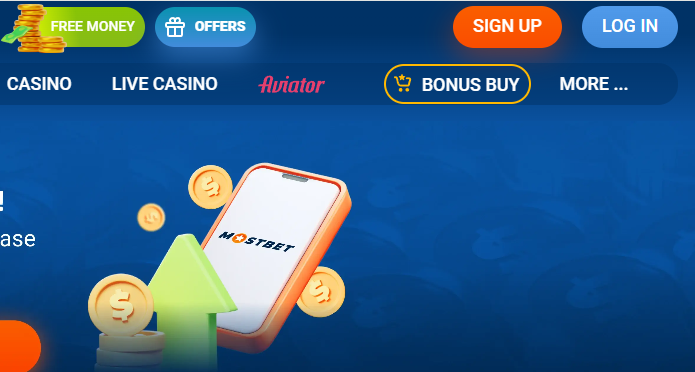 FREE MONEY
OFFERS
SIGN UP
LOG IN
CASINO
LIVE CASINO
Aviator
BONUS BUY
MORE ...
!
ase
MOSTBET